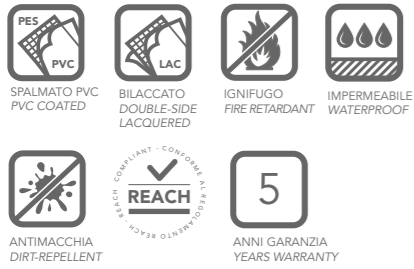 PES
PVC
SPALMATO PVC
PVC COATED
LAC
BILACCATO
DOUBLE-SIDE
LACQUERED
IGNIFUGO
FIRE RETARDANT
IMPERMEABILE
WATERPROOF
ANTIMACCHIA
DIRT-REPELLENT
REACH COMPLIANT - CONFORME AL REGOLAMENTO REACH -
REACH
5
ANNI GARANZIA
YEARS WARRANTY